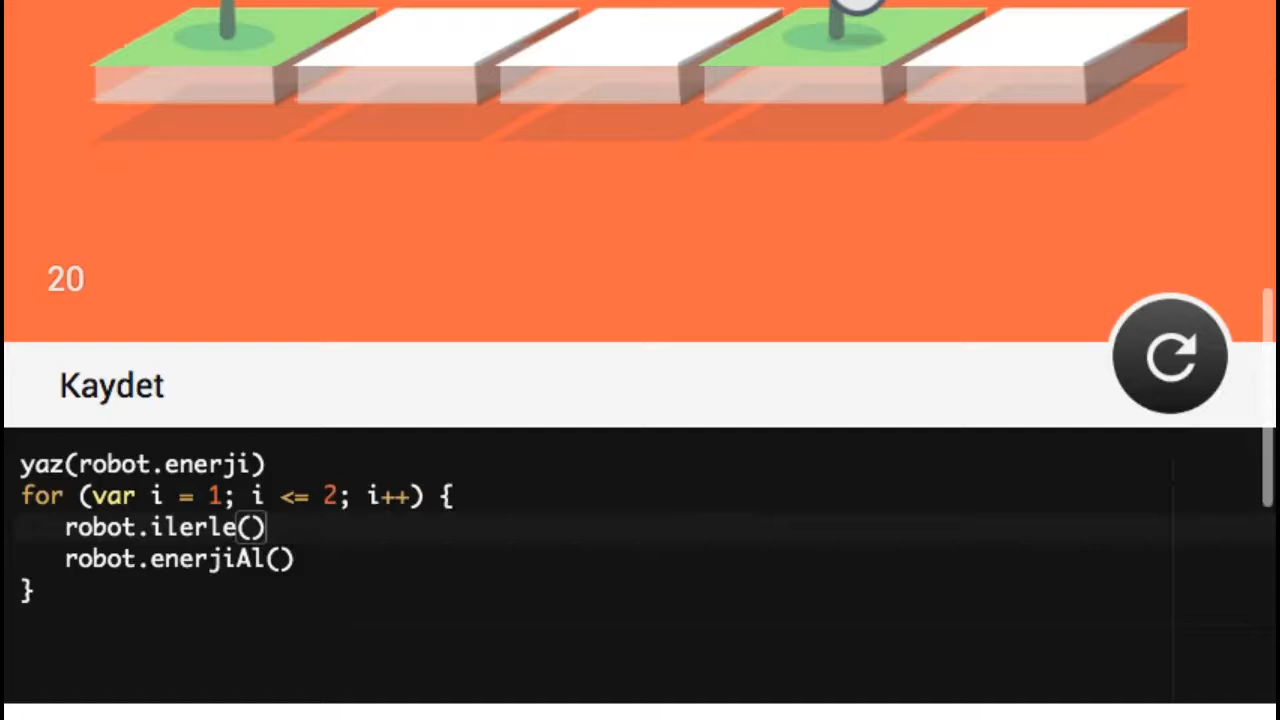 20
Kaydet
yaz(robot.enerji)
for (var i = 1; i <= 2; i++) {
robot.ilerle()
robot.enerjiAl()
}